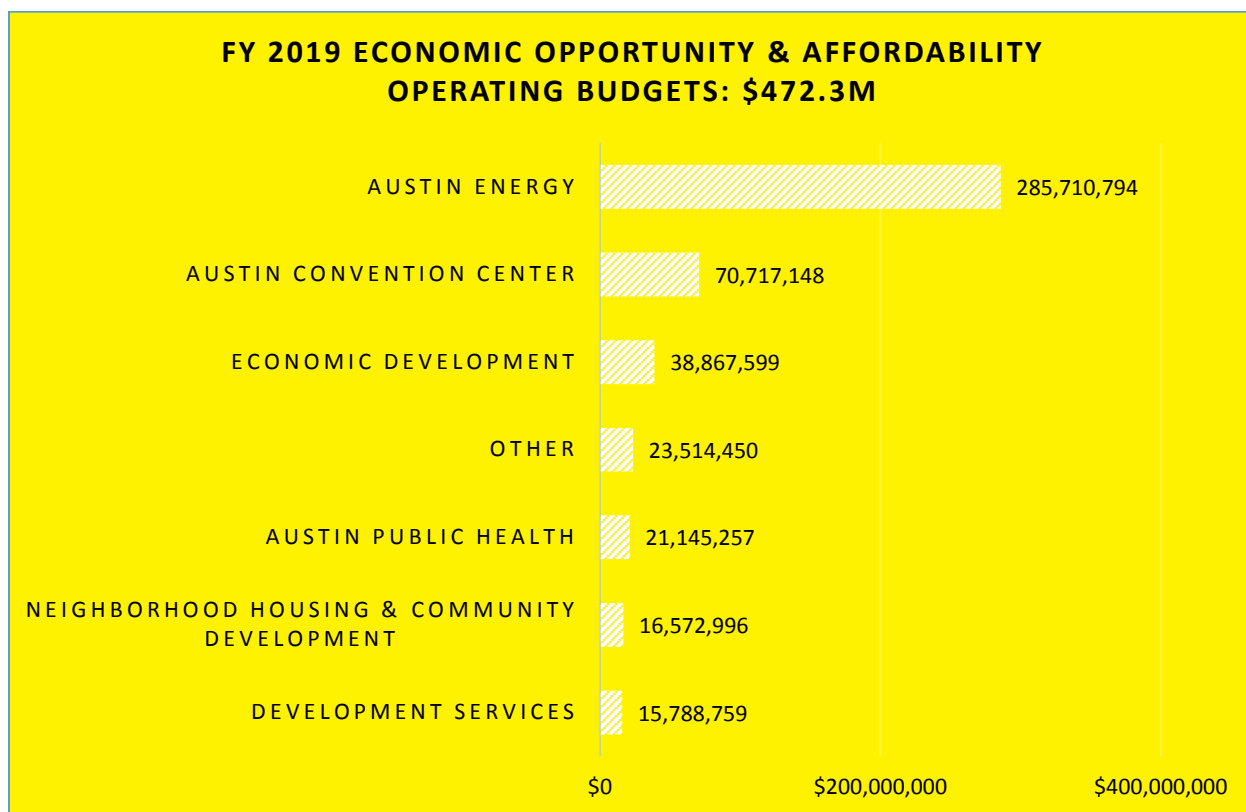 FY 2019 ECONOMIC OPPORTUNITY & AFFORDABILITY
OPERATING BUDGETS: $472.3M
AUSTIN ENERGY
285,710,794
AUSTIN CONVENTION CENTER
70,717,148
ECONOMIC DEVELOPMENT
38,867,599
OTHER
23,514,450
AUSTIN PUBLIC HEALTH
21,145,257
NEIGHBORHOOD HOUSING & COMMUNITY
DEVELOPMENT
16,572,996
DEVELOPMENT SERVICES
15,788,759
$0
$200,000,000
$400,000,000